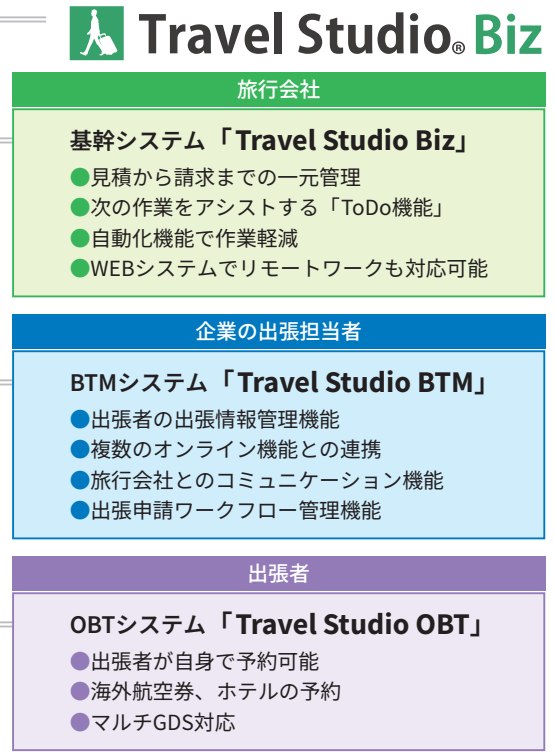 Travel Studio® Biz
旅行会社
基幹システム「Travel Studio Biz」
●見積から請求までの一元管理
●次の作業をアシストする「ToDo機能」
●自動化機能で作業軽減
●WEBシステムでリモートワークも対応可能
企業の出張担当者
BTMシステム「Travel Studio BTM」
●出張者の出張情報管理機能
●複数のオンライン機能との連携
●旅行会社とのコミュニケーション機能
●出張申請ワークフロー管理機能
出張者
OBTシステム「Travel Studio OBT」
●出張者が自身で予約可能
●海外航空券、ホテルの予約
●マルチGDS対応